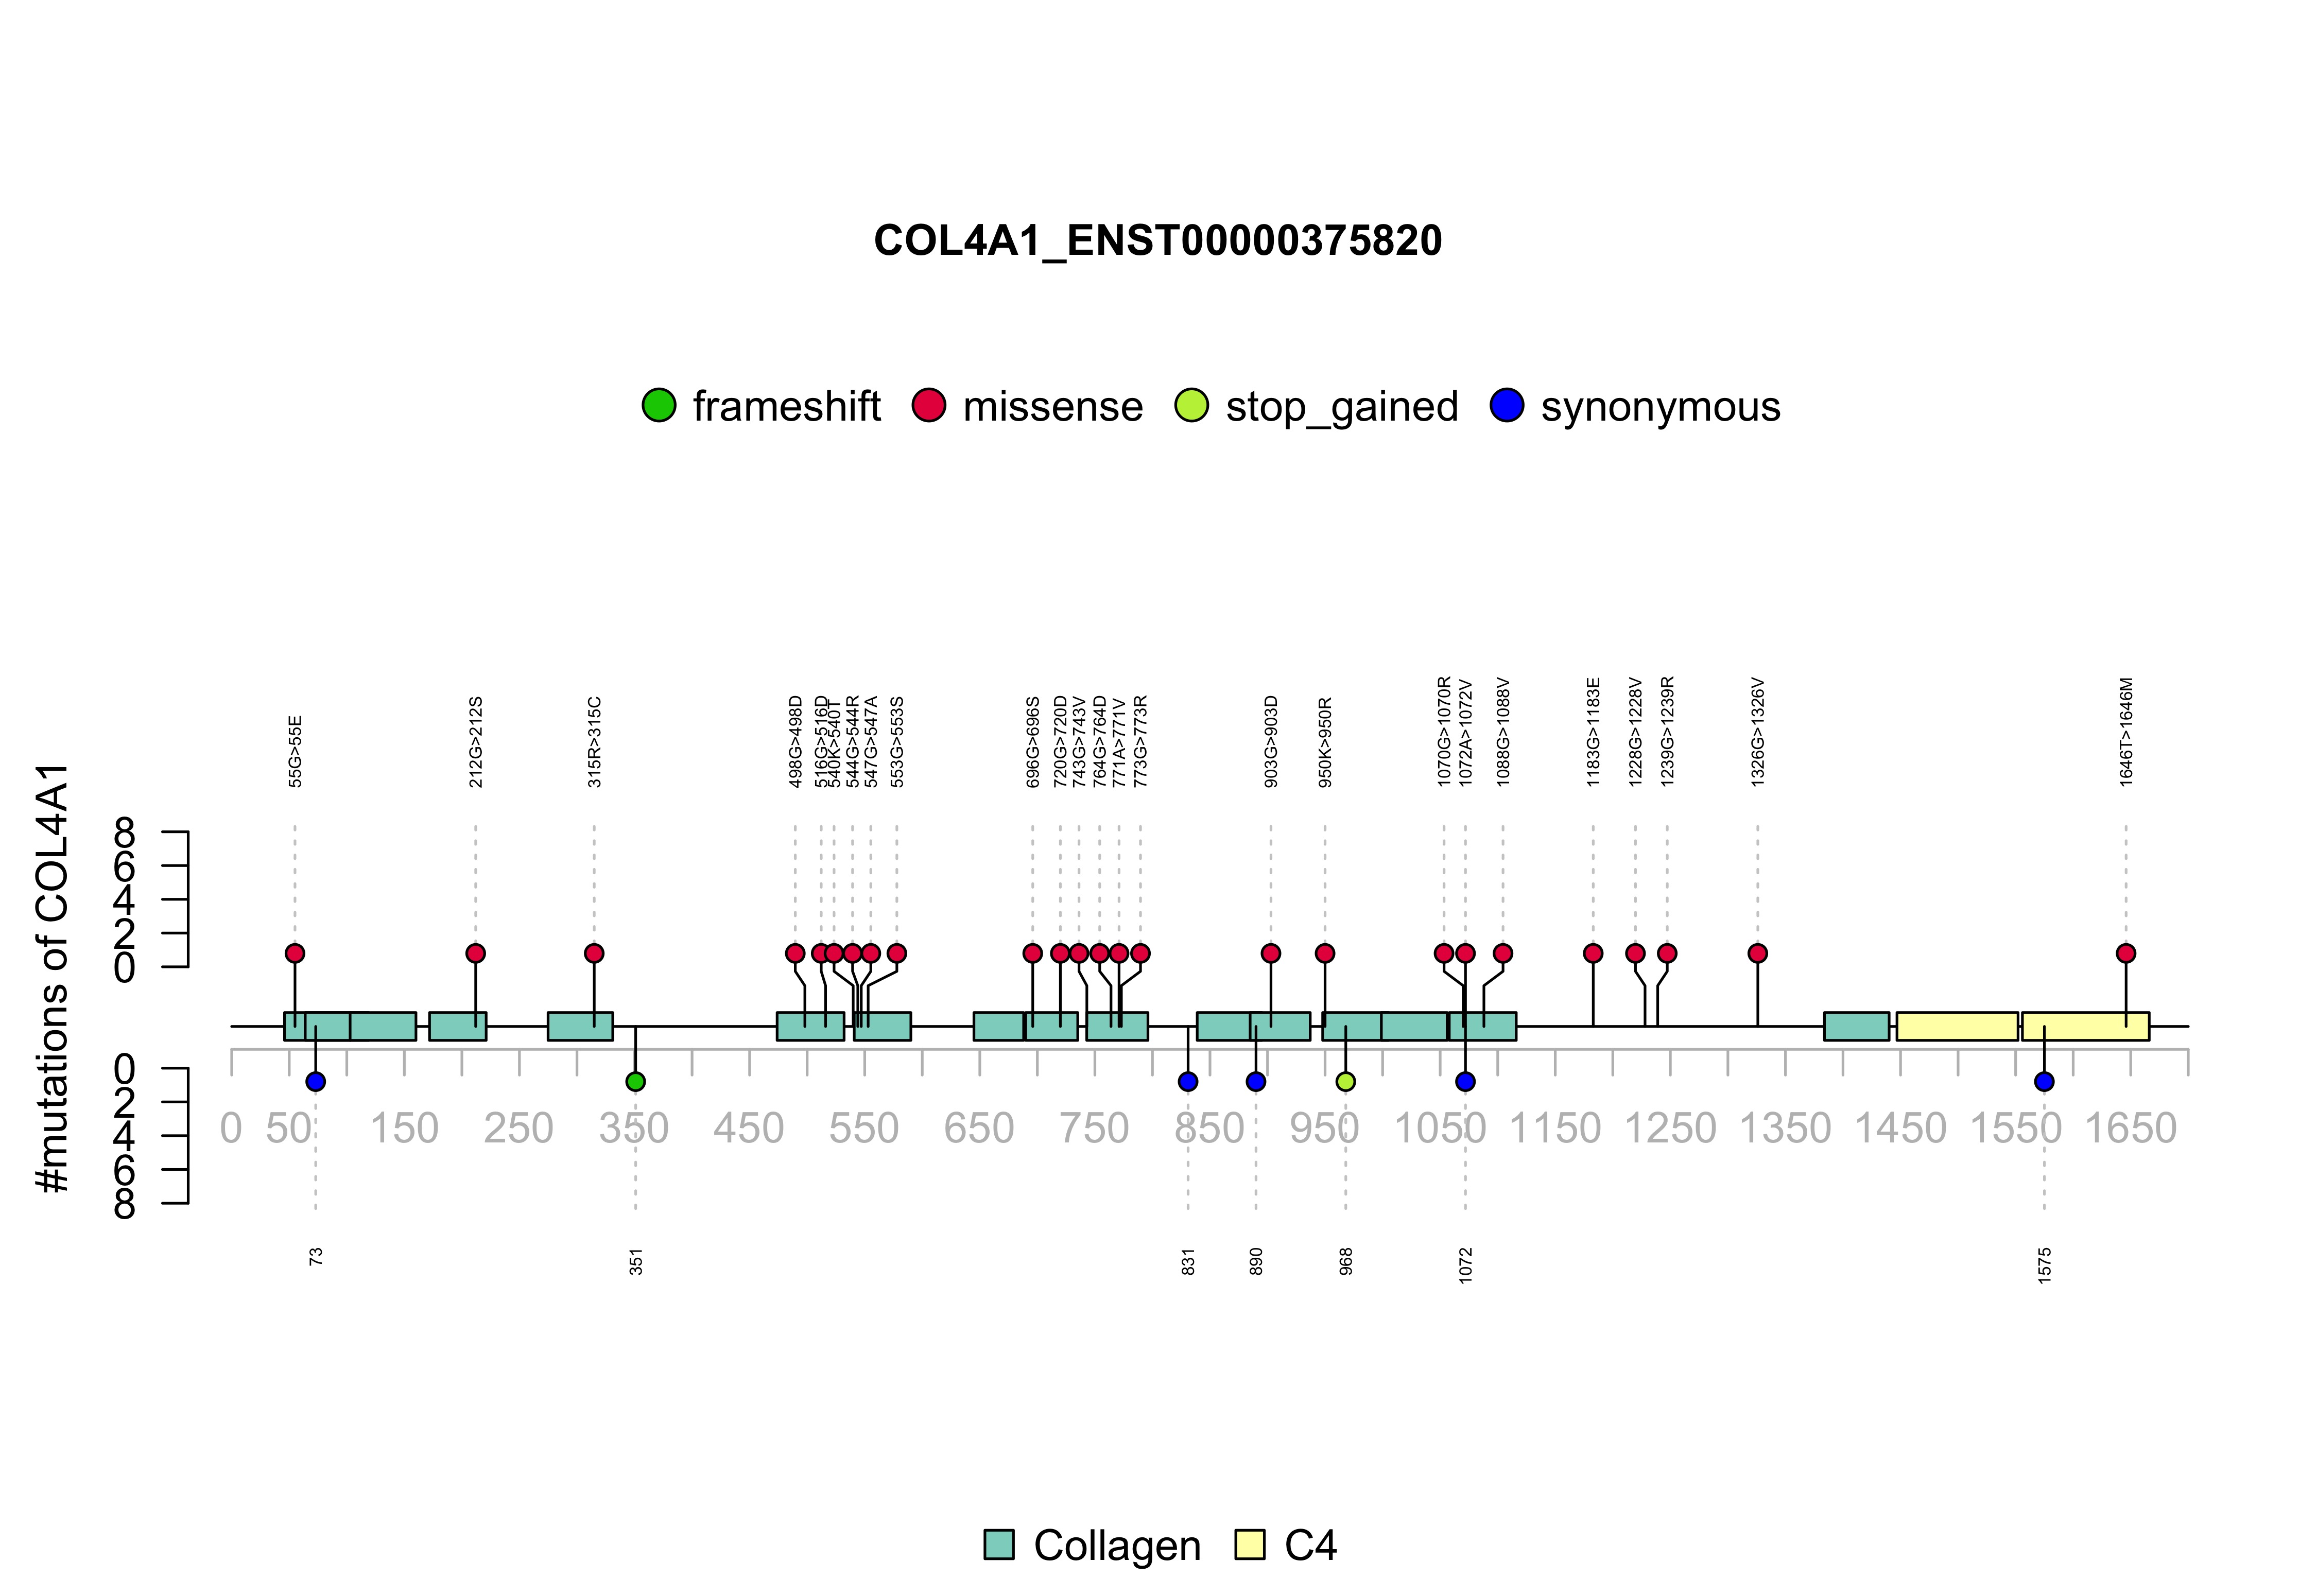 COL4A1_ENST00000375820
frameshift missense stop_gained synonymous
55G>55E
212G>212S
315R>315C
498G>498D
516G>516D
540K>540T
544G>544R
547G>547A
553G>553S
696G>696S
720G>720D
743G>743V
764G>764D
771A>771V
773G>773R
903G>903D
950K>950R
1070G>1070R
1072A>1072V
1088G>1088V
1183G>1183E
1228G>1228V
1239G>1239R
1326G>1326V
1646T>1646M
#mutations of COL4A1
8
6
4
2
0
0
2
4
6
8
0 50 150 250 350 450 550 650 750 850 950 1050 1150 1250 1350 1450 1550 1650
73
351
831
890
968
1072
1575
Collagen C4